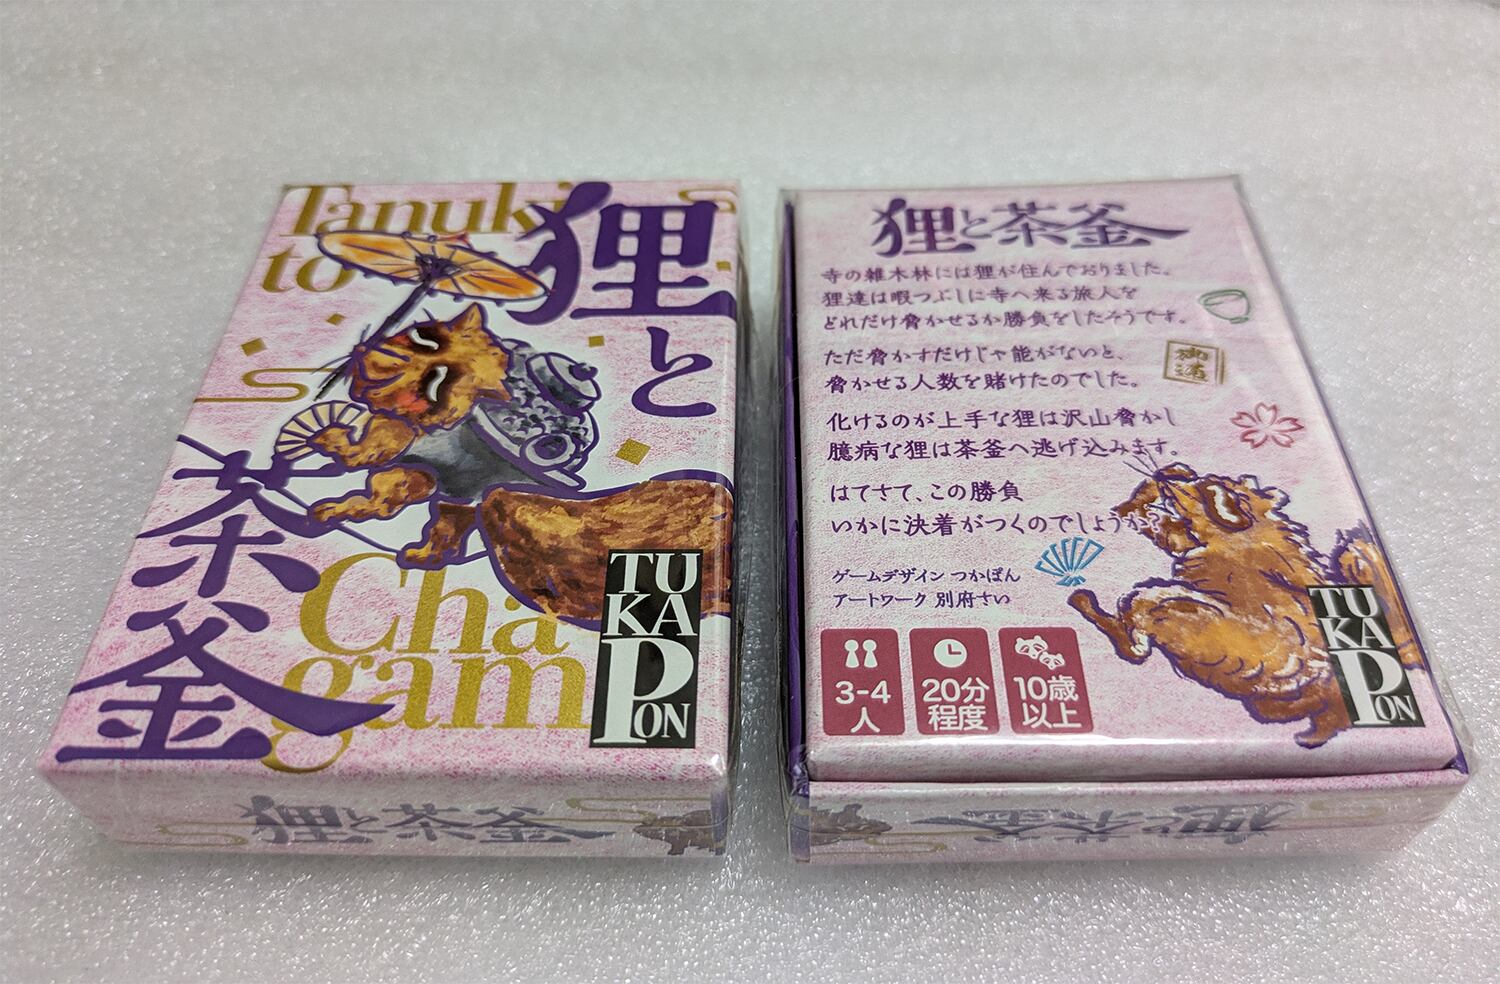 Tanuki
to
狸と
茶釜
Cha
gam
TU
KA
PON
狸と茶釜
狸と茶釜
寺の雑木林には狸が住んでおりました。
狸達は暇つぶしに寺へ来る旅人を
どれだけ脅かせるか勝負をしたそうです。
ただ脅かすだけじゃ能がないと、
脅かせる人数を賭けたのでした。
化けるのが上手な狸は沢山脅かし
臆病な狸は茶釜へ逃げ込みます。
はてさて、この勝負
いかに決着がつくのでしょうか?
ゲームデザイン つかぽん
アートワーク 別府さい
3-4
人
20分
程度
10歳
以上
TU
KA
PON
狸と茶釜